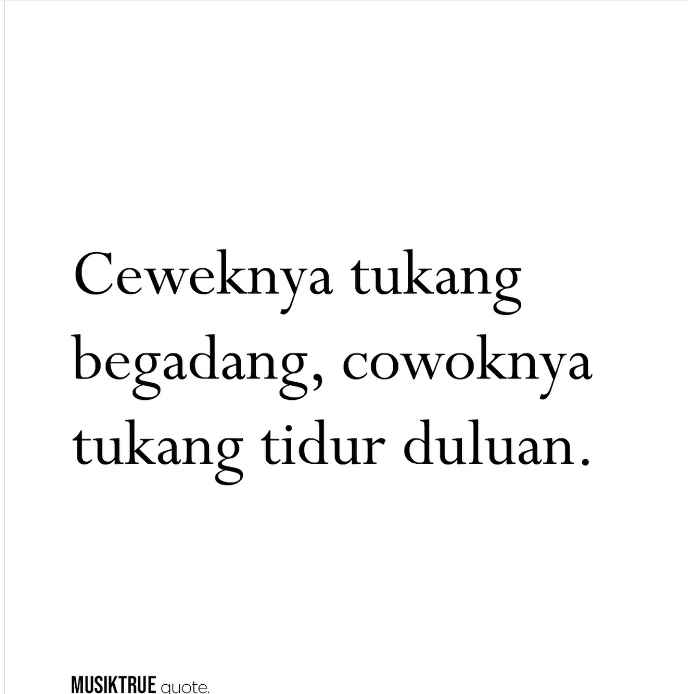 Ceweknya tukang
begadang, cowoknya
tukang tidur duluan.
MUSIKTRUE quote.